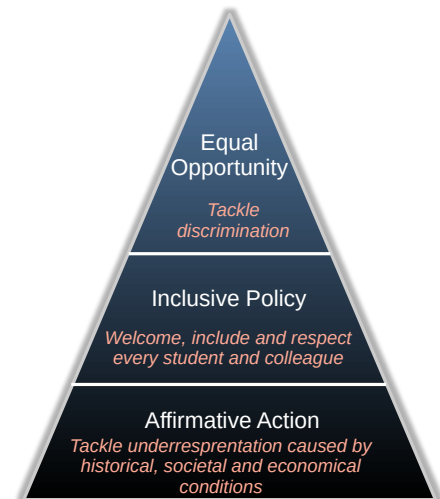 Equal
Opportunity
Tackle
discrimination
Inclusive Policy
Welcome, include and respect
every student and colleague
Affirmative Action
Tackle underresprentation caused by
historical, societal and economical
conditions